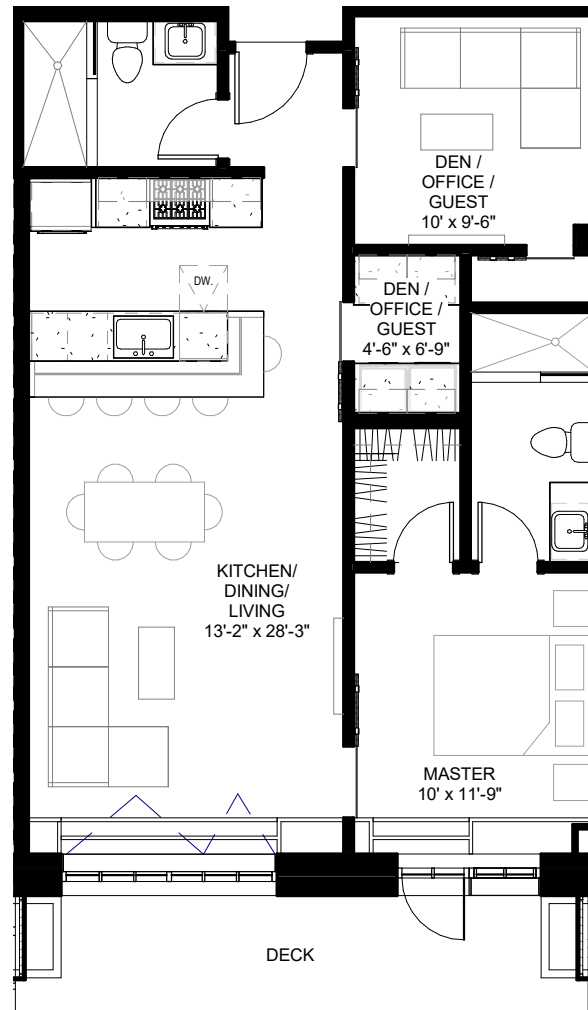 DEN /
OFFICE /
GUEST
10' x 9'-6"
DW.
DEN /
OFFICE /
GUEST
4'-6" x 6'-9"
KITCHEN/
DINING/
LIVING
13'-2" x 28'-3"
MASTER
10' x 11'-9"
DECK